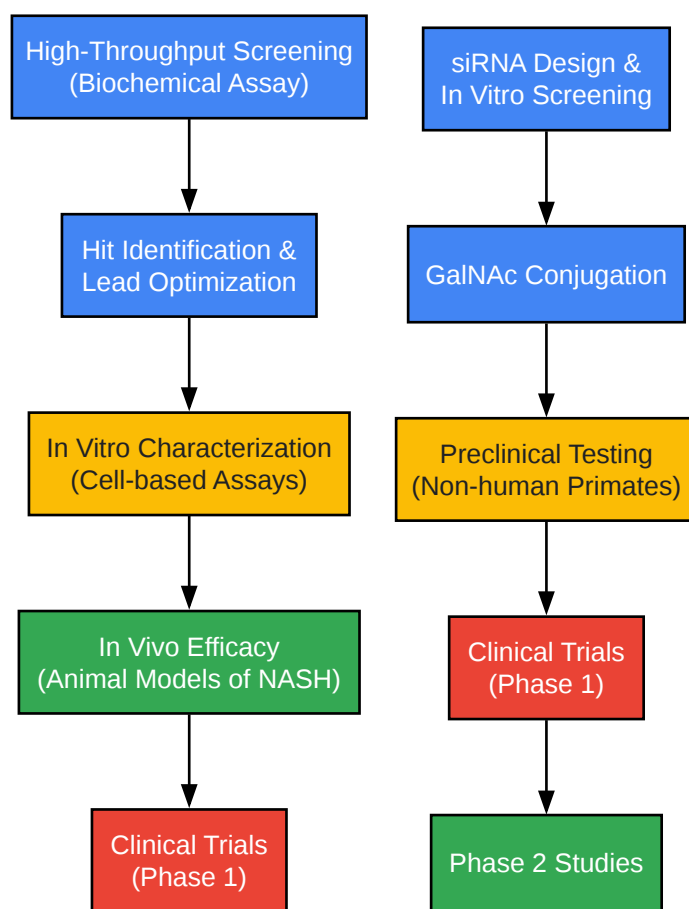 High-Throughput Screening
(Biochemical Assay)
Hit Identification &
Lead Optimization
In Vitro Characterization
(Cell-based Assays)
In Vivo Efficacy
(Animal Models of NASH)
Clinical Trials
(Phase 1)
siRNA Design &
In Vitro Screening
GalNAc Conjugation
Preclinical Testing
(Non-human Primates)
Clinical Trials
(Phase 1)
Phase 2 Studies